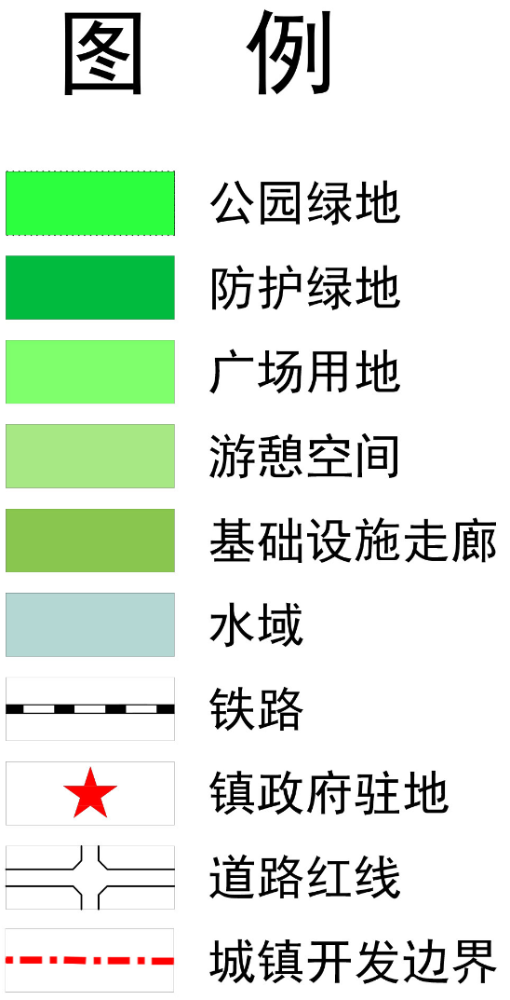 图 例
公园绿地
防护绿地
广场用地
游憩空间
基础设施走廊
水域
铁路
镇政府驻地
道路红线
城镇开发边界